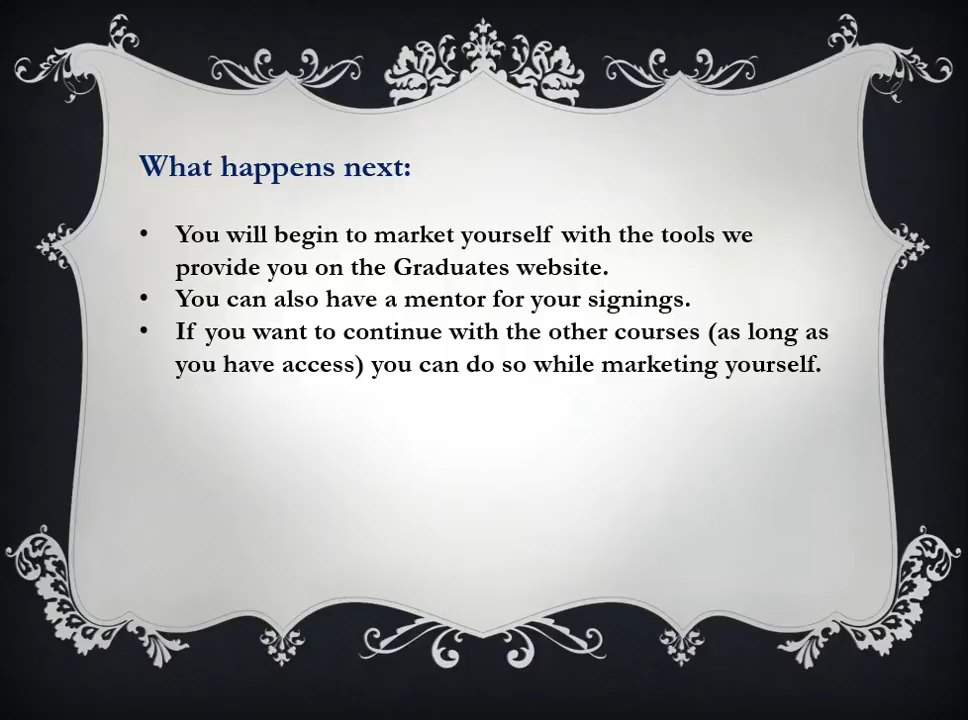 What happens next:
• You will begin to market yourself with the tools we
provide you on the Graduates website.
• You can also have a mentor for your signings.
• If you want to continue with the other courses (as long as
you have access) you can do so while marketing yourself.